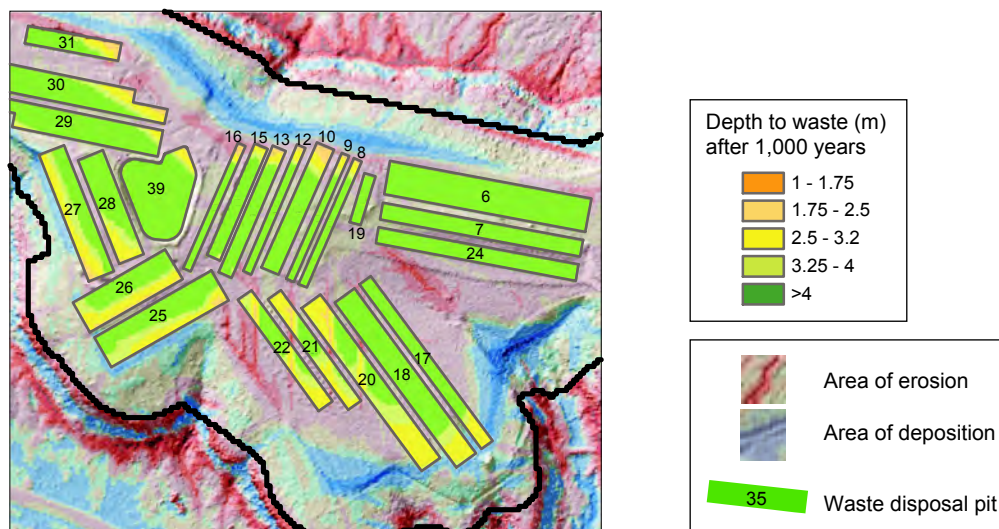 31
30
29
16 15 13 12 10 9 8
39
27
28
6
7
19
24
26
25
22
21
20
18
17
Depth to waste (m)
after 1,000 years
1 - 1.75
1.75 - 2.5
2.5 - 3.2
3.25 - 4
>4
Area of erosion
Area of deposition
35
Waste disposal pit